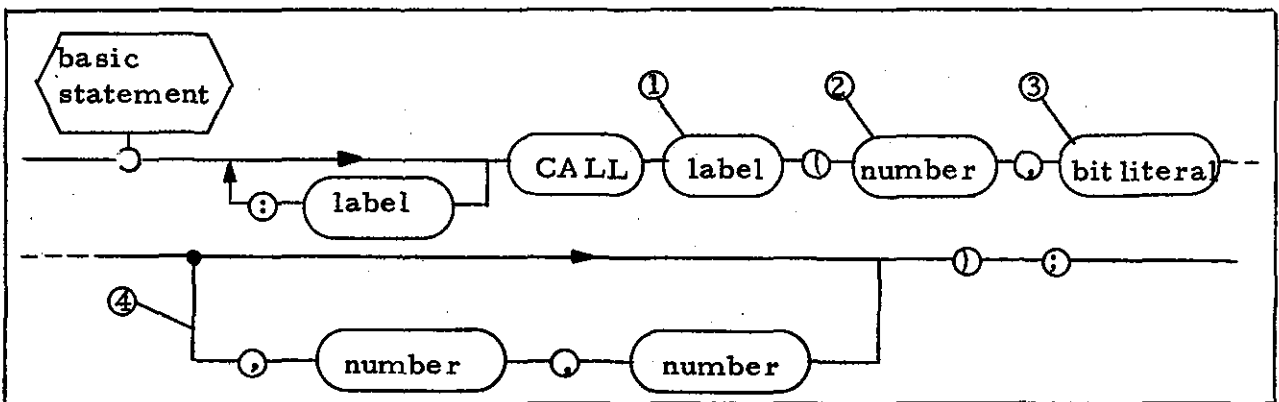 basic
statement
① ② ③
CALL label ( number , bit literal
: label
④
) ;
, number , number